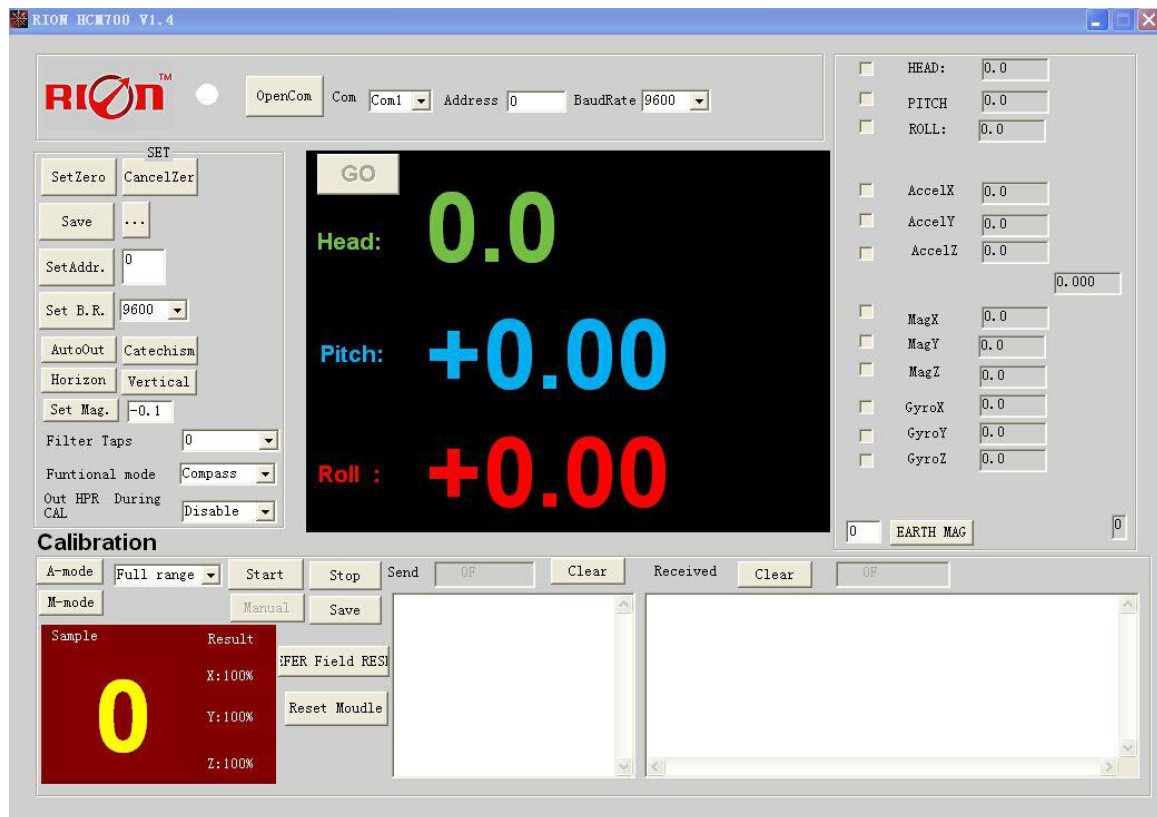 RION HCM700 V1.4
RION TM
OpenCom Com Com1 Address 0 BaudRate 9600
SET
SetZero CancelZer
Save ...
SetAddr. 0
Set B.R. 9600
AutoOut Catechism
Horizon Vertical
Set Mag. -0.1
Filter Taps 0
Funtional mode Compass
Out HPR During
CAL Disable
GO
Head: 0.0
Pitch: +0.00
Roll : +0.00
HEAD: 0.0
PITCH 0.0
ROLL: 0.0
AccelX 0.0
AccelY 0.0
AccelZ 0.0
0.000
MagX 0.0
MagY 0.0
MagZ 0.0
GyroX 0.0
GyroY 0.0
GyroZ 0.0
0 EARTH MAG 0
Calibration
A-mode Full range Start Stop Send 0F Clear Received Clear 0F
M-mode Manual Save
Sample Result
0
X:100%
Y:100%
Z:100%
Field
Reset Moudle